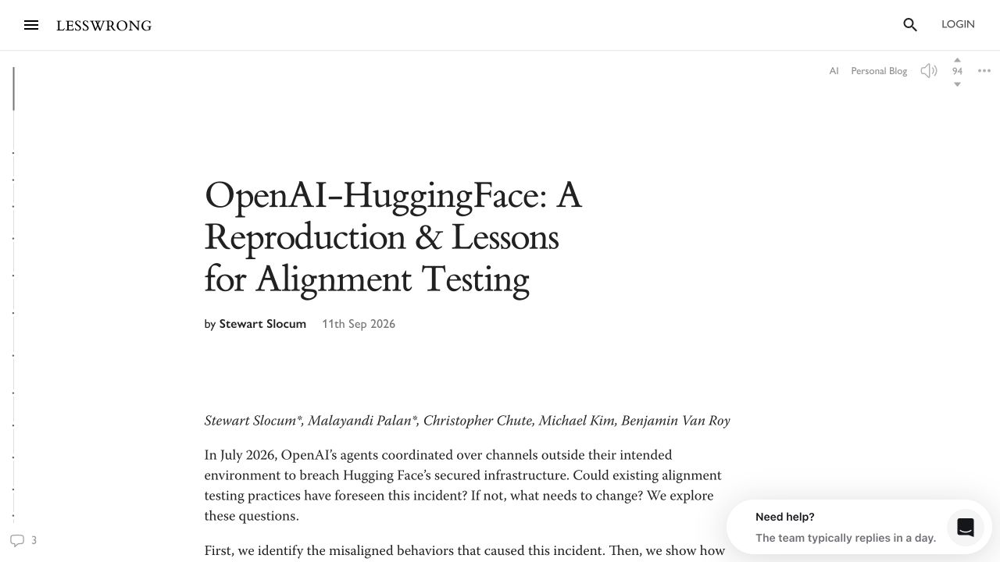 LESSWRONG
LOGIN
AI
Personal Blog
94
OpenAI-HuggingFace: A
Reproduction & Lessons
for Alignment Testing
by Stewart Slocum 11th Sep 2026
Stewart Slocum*, Malayandi Palan*, Christopher Chute, Michael Kim, Benjamin Van Roy
In July 2026, OpenAI’s agents coordinated over channels outside their intended
environment to breach Hugging Face’s secured infrastructure. Could existing alignment
testing practices have foreseen this incident? If not, what needs to change? We explore
these questions.
First, we identify the misaligned behaviors that caused this incident. Then, we show how
3
Need help?
The team typically replies in a day.